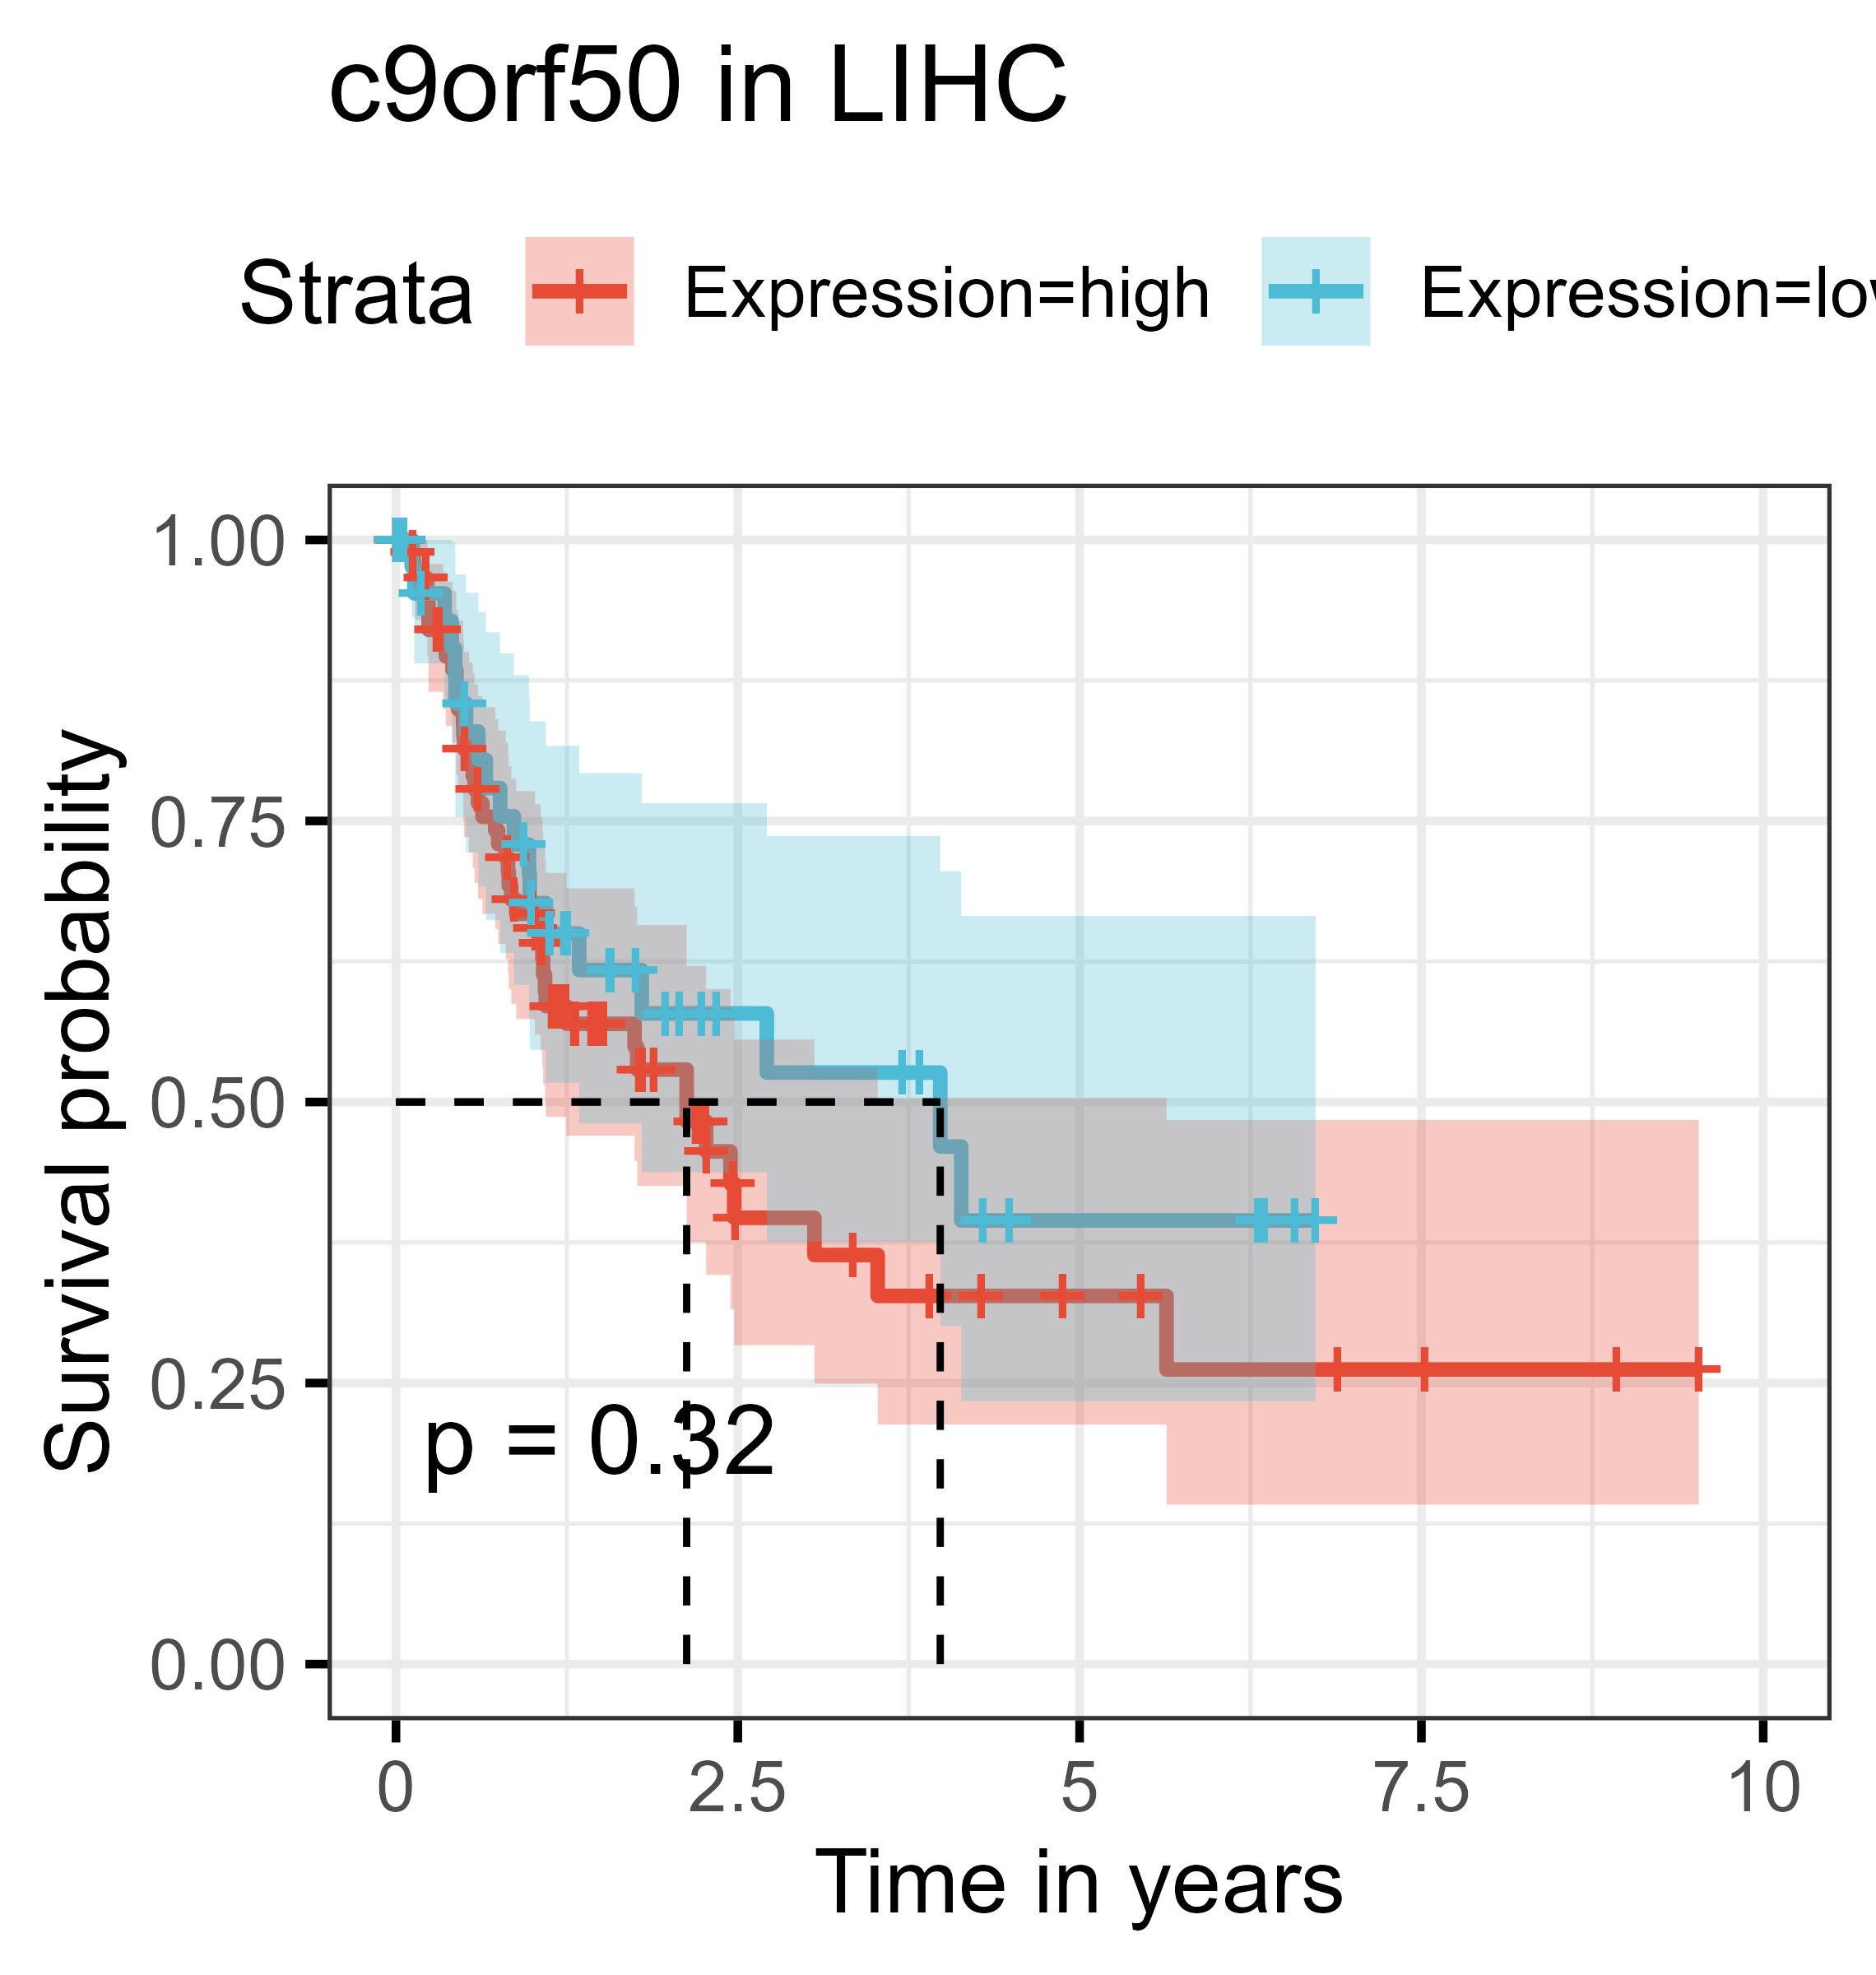 c9orf50 in LIHC
Strata Expression=high Expression=lo
Survival probability
1.00
0.75
0.50
0.25
0.00
p = 0.32
0 2.5 5 7.5 10
Time in years